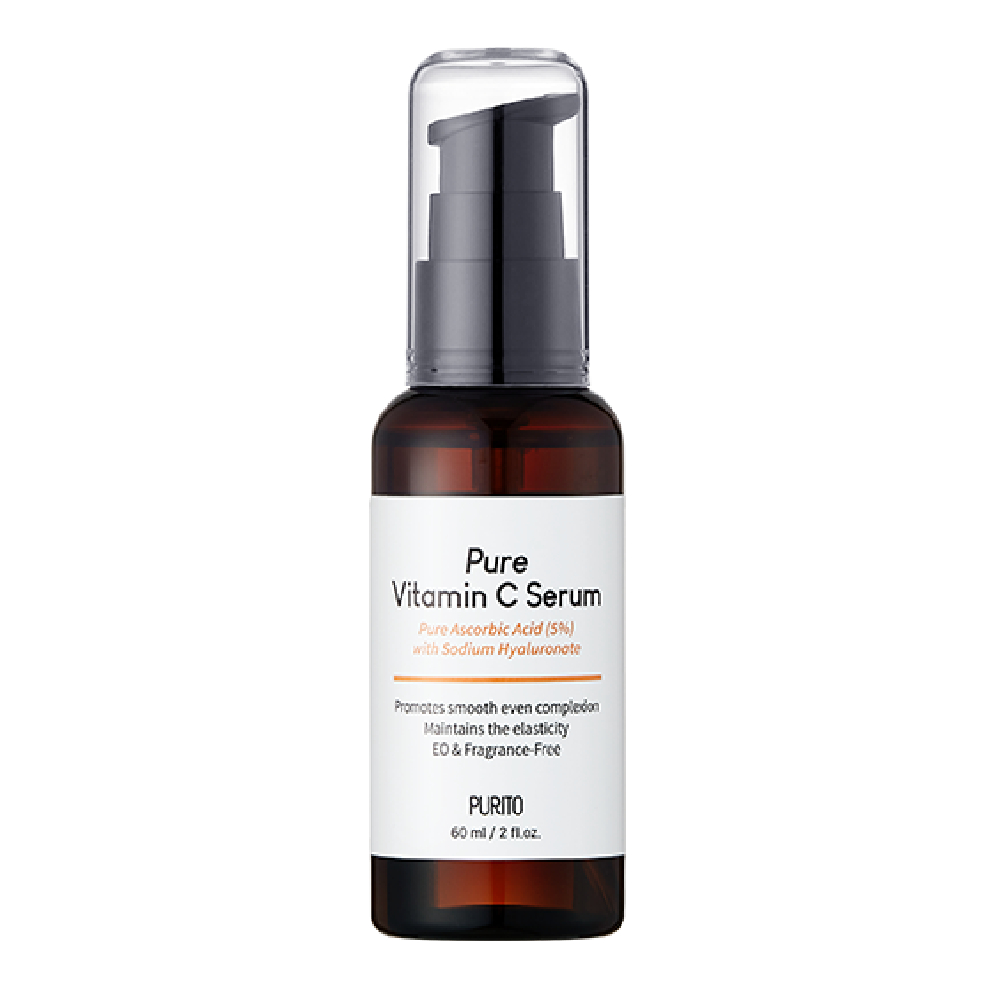 Pure
Vitamin C Serum
Pure Ascorbic Acid (5%)
with Sodium Hyaluronate
Promotes smooth even complexion
Maintains the elasticity
EO & Fragrance-Free
PURITO
60 ml / 2 fl.oz.